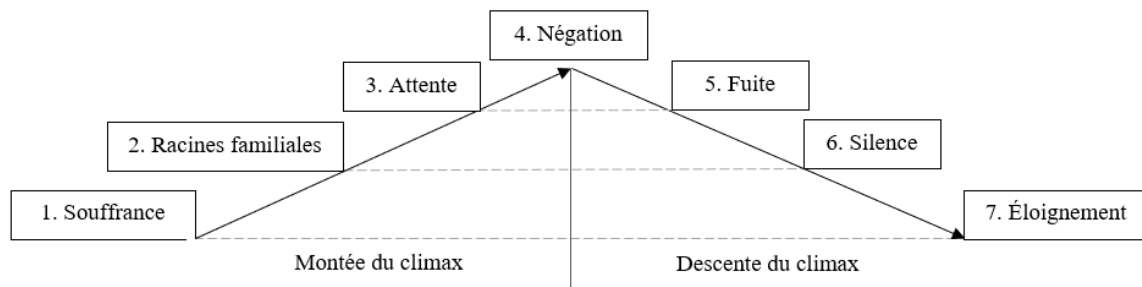 4. Négation
3. Attente
5. Fuite
2. Racines familiales
6. Silence
1. Souffrance
7. Éloignement
Montée du climax
Descente du climax